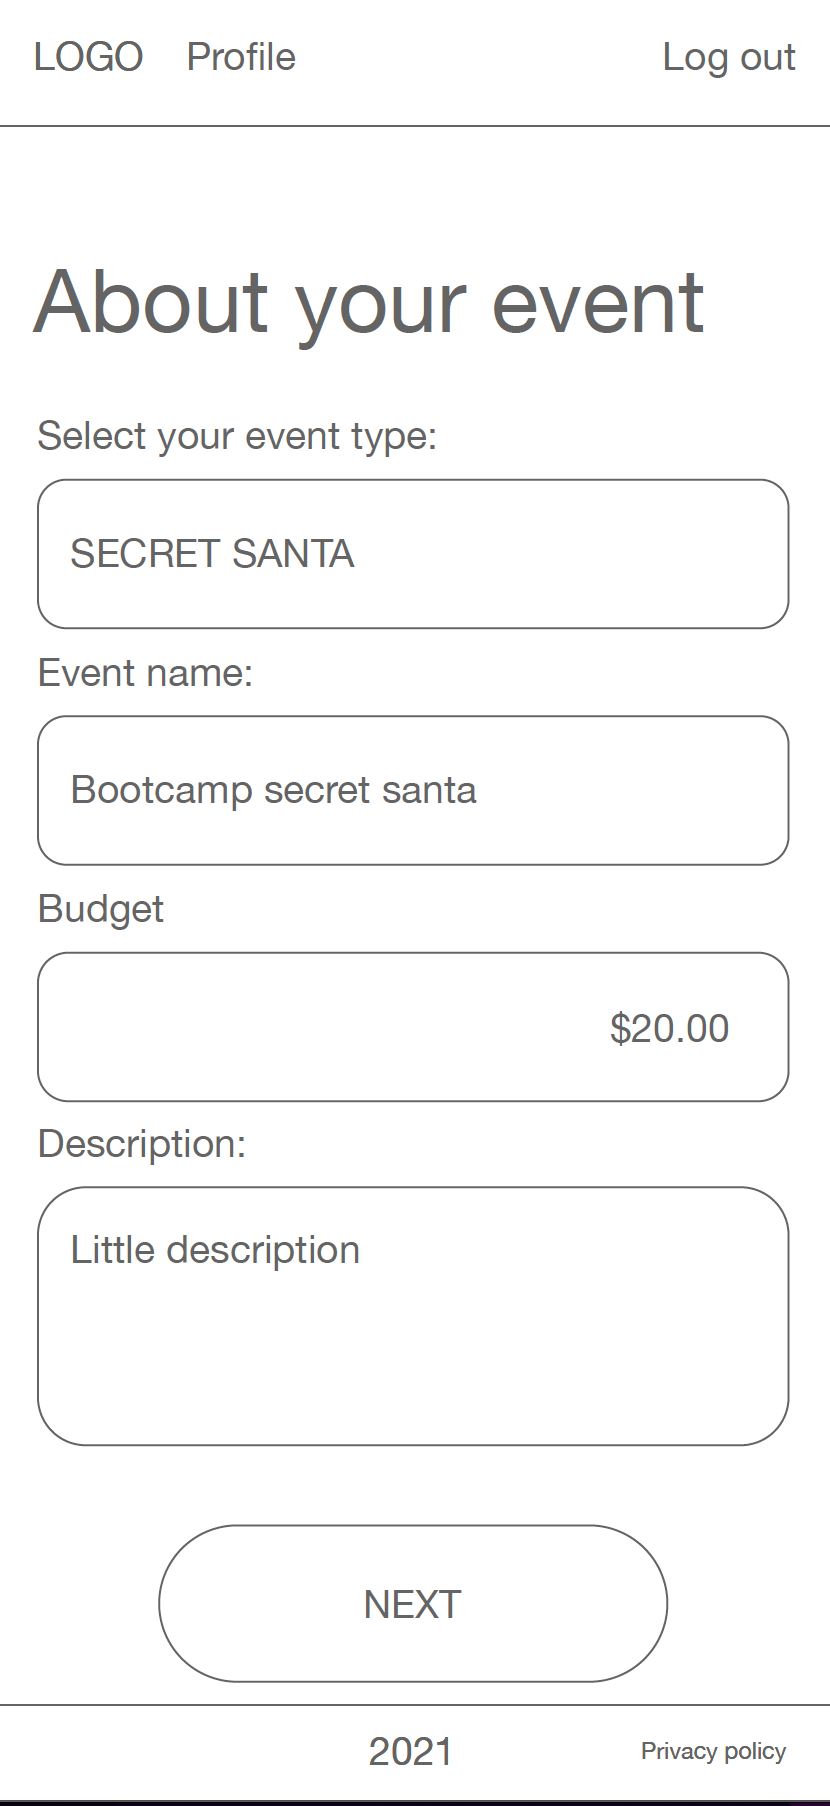 LOGO Profile Log out
About your event
Select your event type:
SECRET SANTA
Event name:
Bootcamp secret santa
Budget
$20.00
Description:
Little description
NEXT
2021 Privacy policy